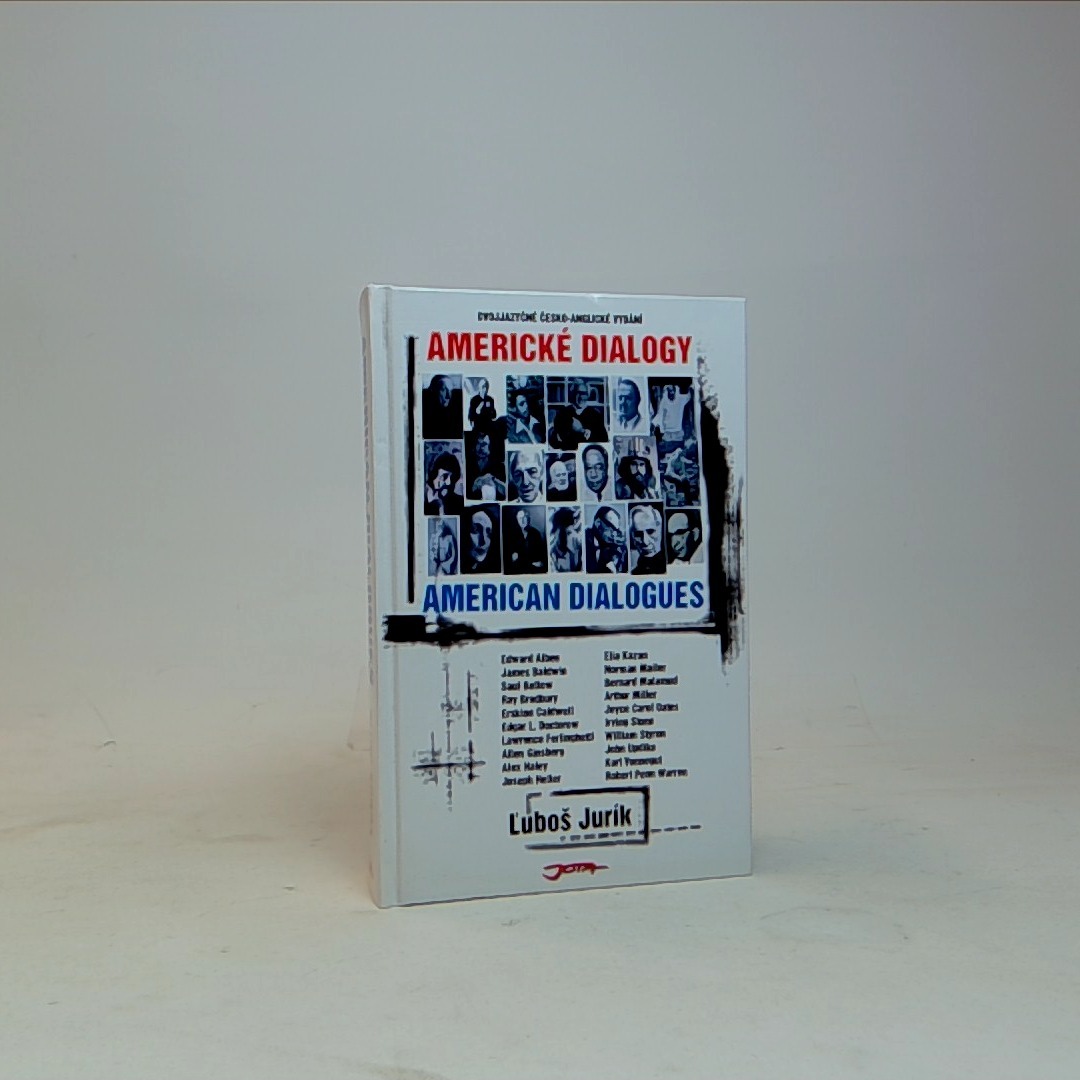 DVOJJAZYČNÉ ČESKO-ANGLICKÉ VYDÁNÍ
AMERICKÉ DIALOGY
AMERICAN DIALOGUES
Edward Albee
James Baldwin
Saul Bellow
Ray Bradbury
Erskine Caldwell
Edgar L. Doctorow
Lawrence Ferlinghetti
Allen Ginsberg
Alex Haley
Joseph Heller
Elia Kazan
Norman Mailer
Bernard Malamud
Arthur Miller
Joyce Carol Oates
Irving Stone
William Styron
John Updike
Kurt Vonnegut
Robert Penn Warren
Ľuboš Jurík
JOTA